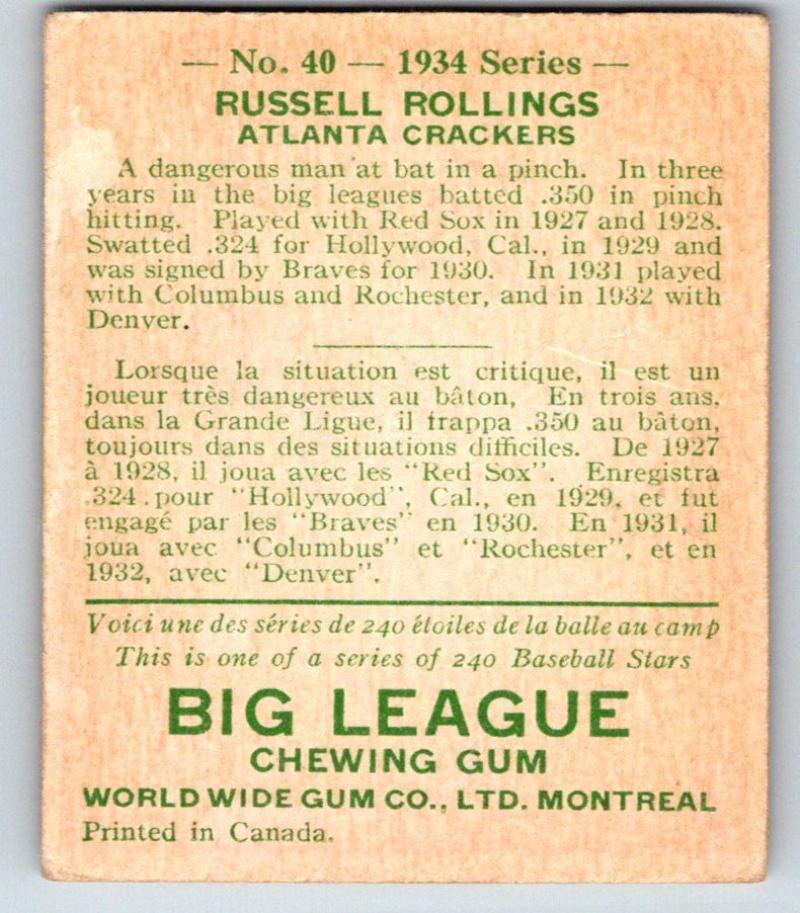 — No. 40 — 1934 Series —
RUSSELL ROLLINGS
ATLANTA CRACKERS
A dangerous man at bat in a pinch. In three
years in the big leagues batted .350 in pinch
hitting. Played with Red Sox in 1927 and 1928.
Swatted .324 for Hollywood, Cal., in 1929 and
was signed by Braves for 1930. In 1931 played
with Columbus and Rochester, and in 1932 with
Denver.
Lorsque la situation est critique, il est un
joueur très dangereux au bâton, En trois ans,
dans la Grande Ligue, il frappa .350 au bâton,
toujours dans des situations difficiles. De 1927
à 1928, il joua avec les "Red Sox". Enregistra
.324 pour "Hollywood", Cal., en 1929, et fut
engagé par les "Braves" en 1930. En 1931, il
joua avec "Columbus" et "Rochester", et en
1932, avec "Denver".
Voici une des séries de 240 étoiles de la balle au camp
This is one of a series of 240 Baseball Stars
BIG LEAGUE
CHEWING GUM
WORLD WIDE GUM CO., LTD. MONTREAL
Printed in Canada.